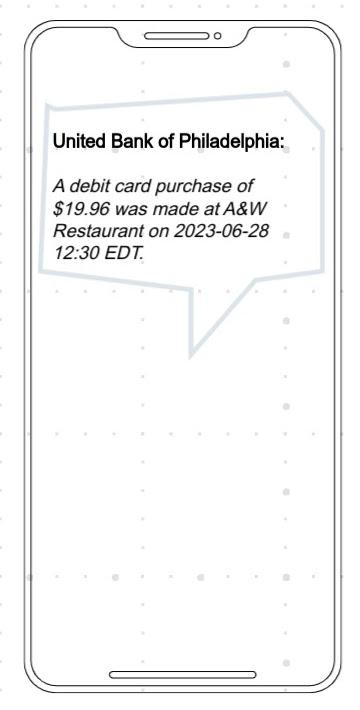 United Bank of Philadelphia:
A debit card purchase of
$19.96 was made at A&W
Restaurant on 2023-06-28
12:30 EDT.